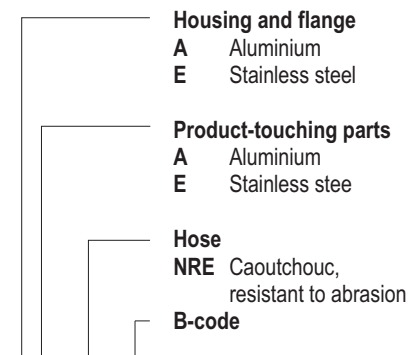 Housing and flange
A Aluminium
E Stainless steel
Product-touching parts
A Aluminium
E Stainless stee
Hose
NRE Caoutchouc,
resistant to abrasion
B-code